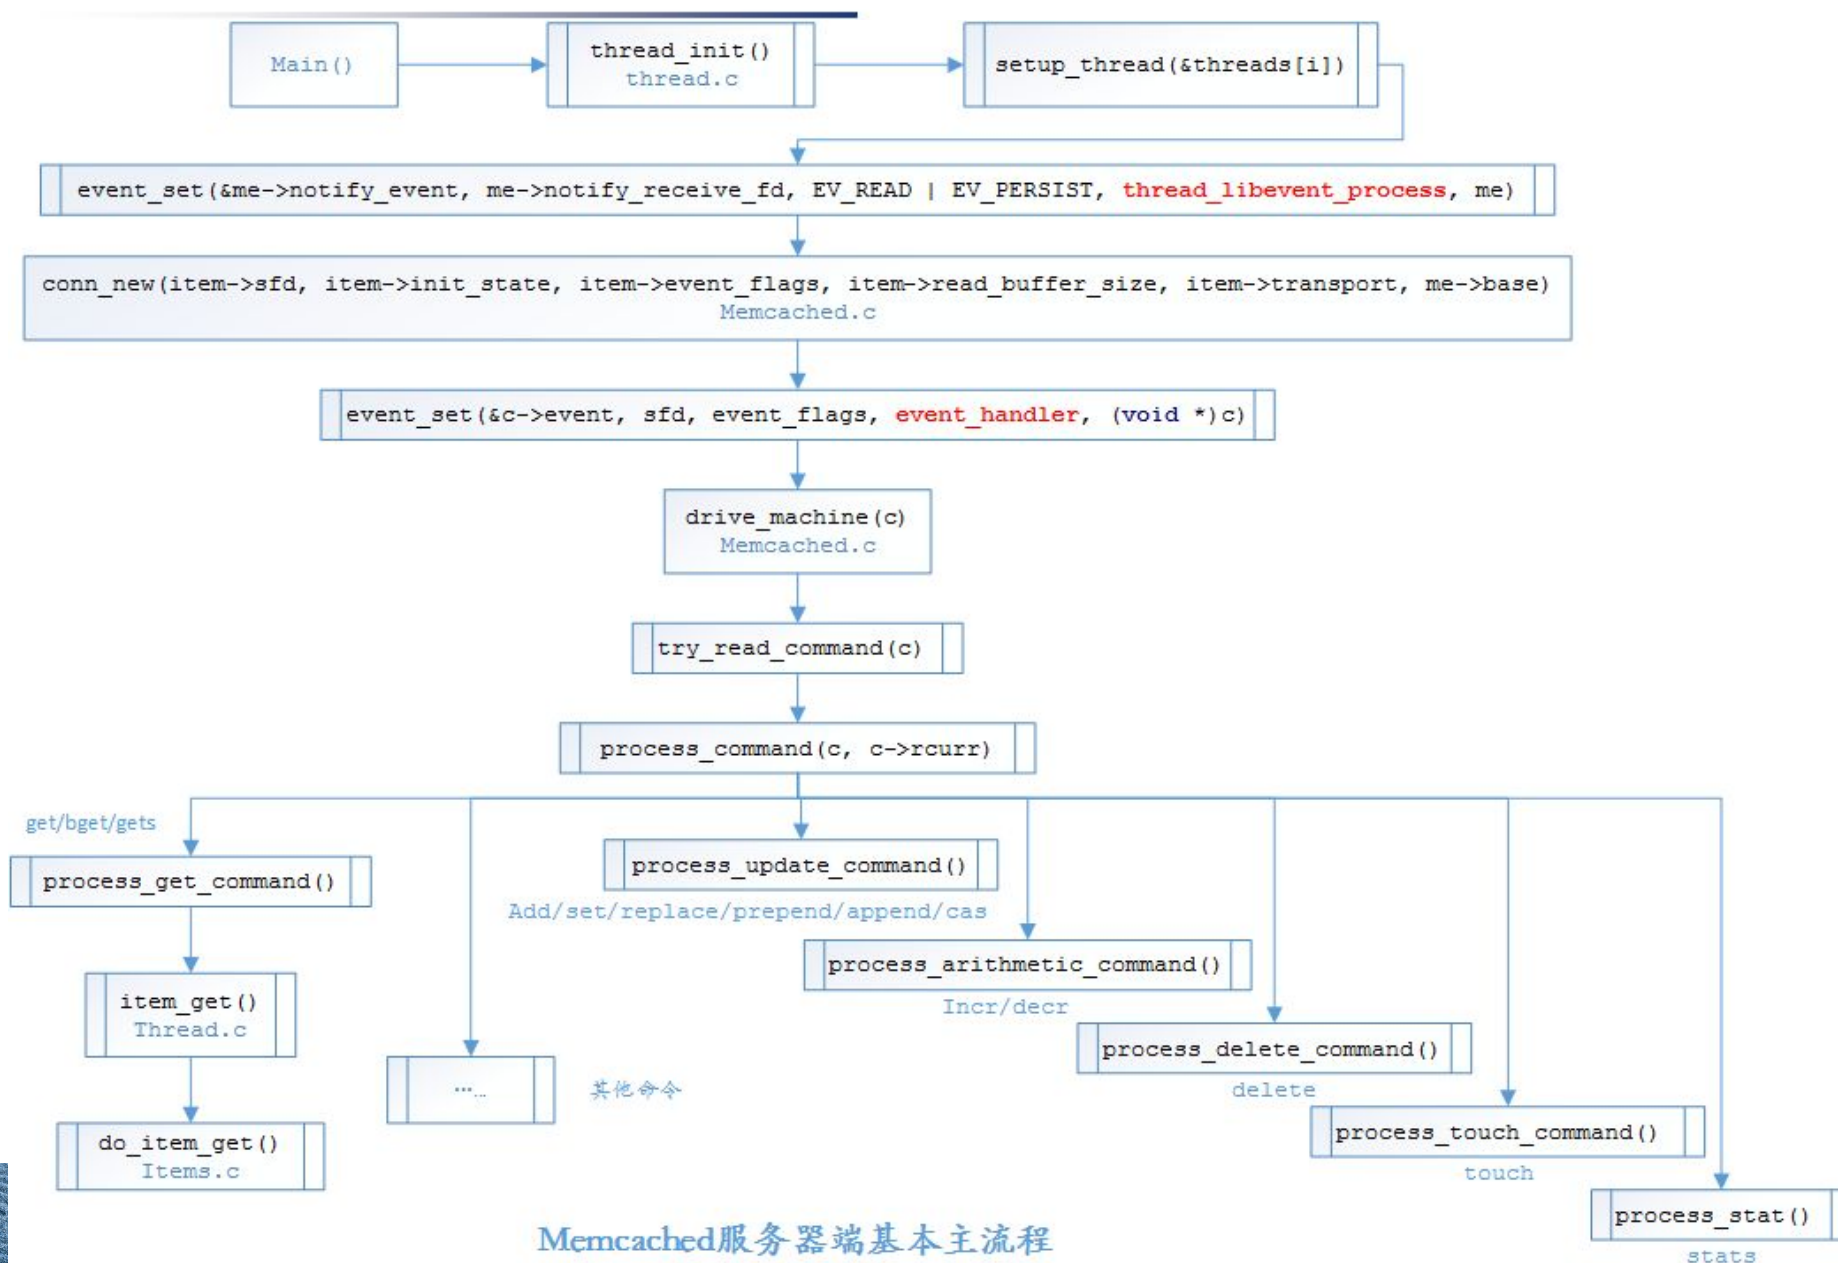 Main()
thread_init()
thread.c
setup_thread(&threads[i])
event_set(&me->notify_event, me->notify_receive_fd, EV_READ | EV_PERSIST, thread_libevent_process, me)
conn_new(item->sfd, item->init_state, item->event_flags, item->read_buffer_size, item->transport, me->base)
Memcached.c
event_set(&c->event, sfd, event_flags, event_handler, (void *)c)
drive_machine(c)
Memcached.c
try_read_command(c)
process_command(c, c->rcurr)
get/bget/gets
process_get_command()
item_get()
Thread.c
do_item_get()
Items.c
……
其他命令
process_update_command()
Add/set/replace/prepend/append/cas
process_arithmetic_command()
Incr/decr
process_delete_command()
delete
process_touch_command()
touch
process_stat()
stats
Memcached服务器端基本主流程